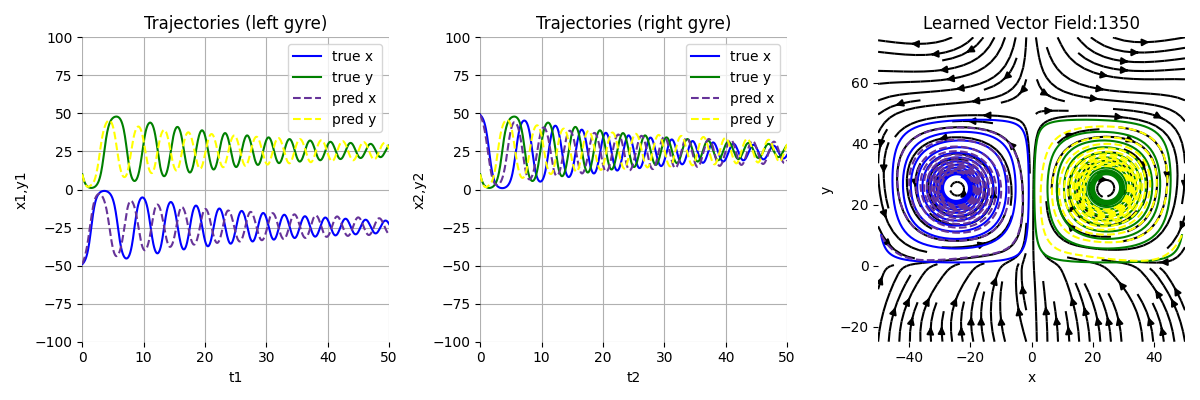 Trajectories (left gyre)
100
75
50
25
0
−25
−50
−75
−100
0
10
20
30
40
50
x1,y1
t1
true x
true y
pred x
pred y
Trajectories (right gyre)
100
75
50
25
0
−25
−50
−75
−100
0
10
20
30
40
50
x2,y2
t2
true x
true y
pred x
pred y
Learned Vector Field:1350
60
40
20
0
−20
−40
−20
0
20
40
y
x